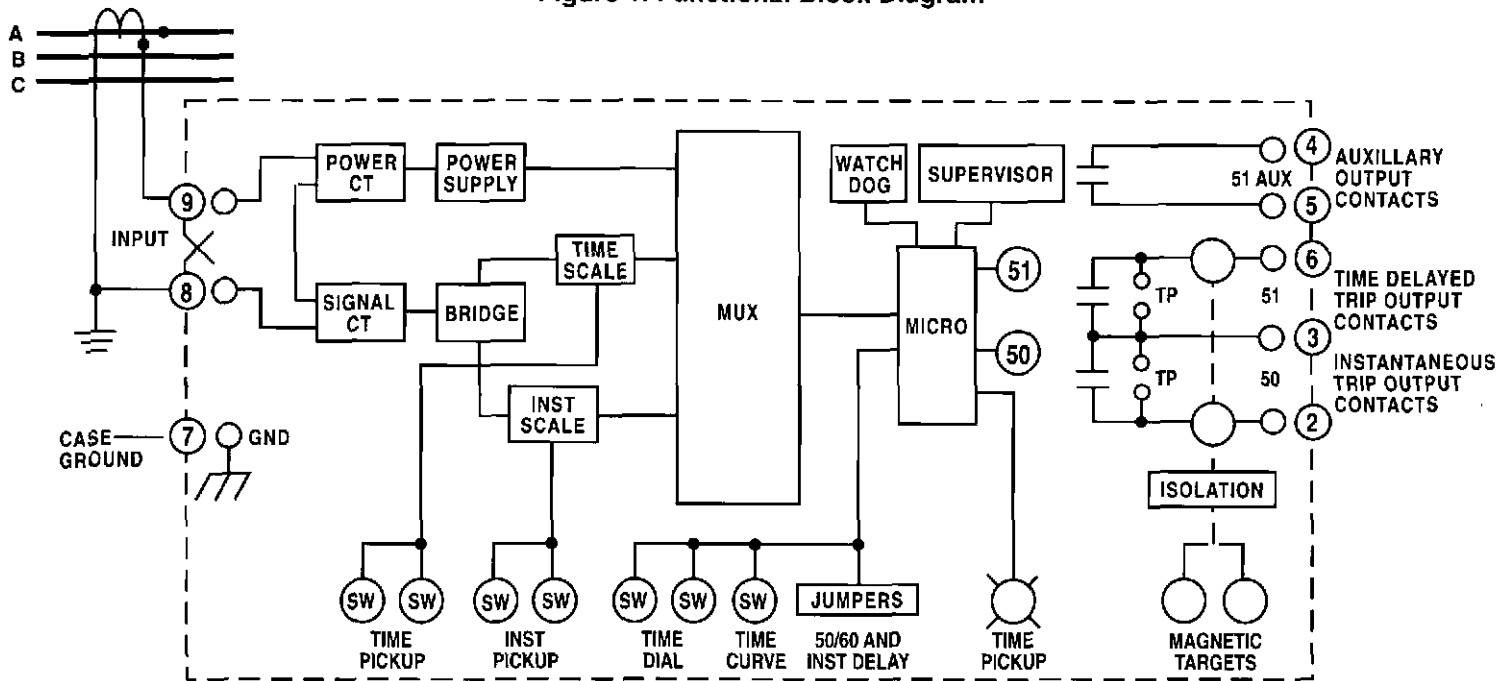 A
B
C
9
INPUT
8
CASE
GROUND
7
GND
POWER
CT
POWER
SUPPLY
SIGNAL
CT
BRIDGE
TIME
SCALE
INST
SCALE
MUX
WATCH
DOG
SUPERVISOR
MICRO
51
50
4
51 AUX
5
AUXILLARY
OUTPUT
CONTACTS
6
TP
51
TIME DELAYED
TRIP OUTPUT
CONTACTS
3
TP
50
INSTANTANEOUS
TRIP OUTPUT
CONTACTS
2
ISOLATION
SW
SW
TIME
PICKUP
SW
SW
INST
PICKUP
SW
SW
TIME
DIAL
SW
TIME
CURVE
JUMPERS
50/60 AND
INST DELAY
TIME
PICKUP
MAGNETIC
TARGETS